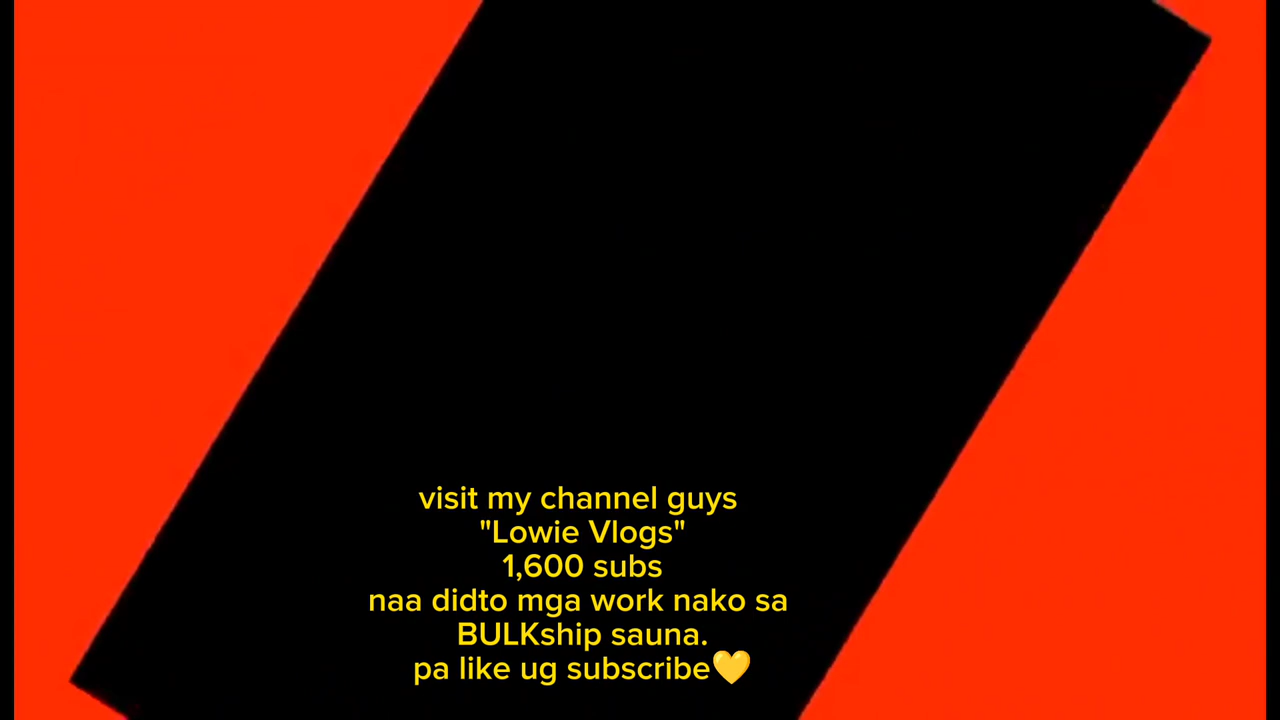 visit my channel guys
"Lowie Vlogs"
1,600 subs
naa didto mga work nako sa
BULKship sauna.
pa like ug subscribe💛